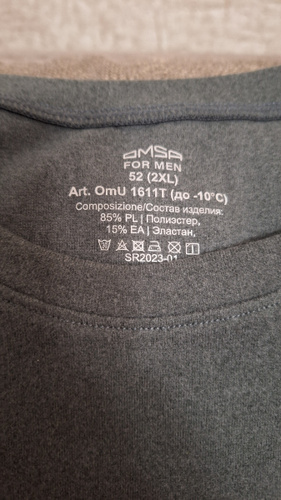 OMSA
FOR MEN
52 (2XL)
Art. OmU 1611T (до -10°C)
Composizione/Состав изделия:
85% PL | Полиэстер,
15% EA | Эластан,
SR2023-01